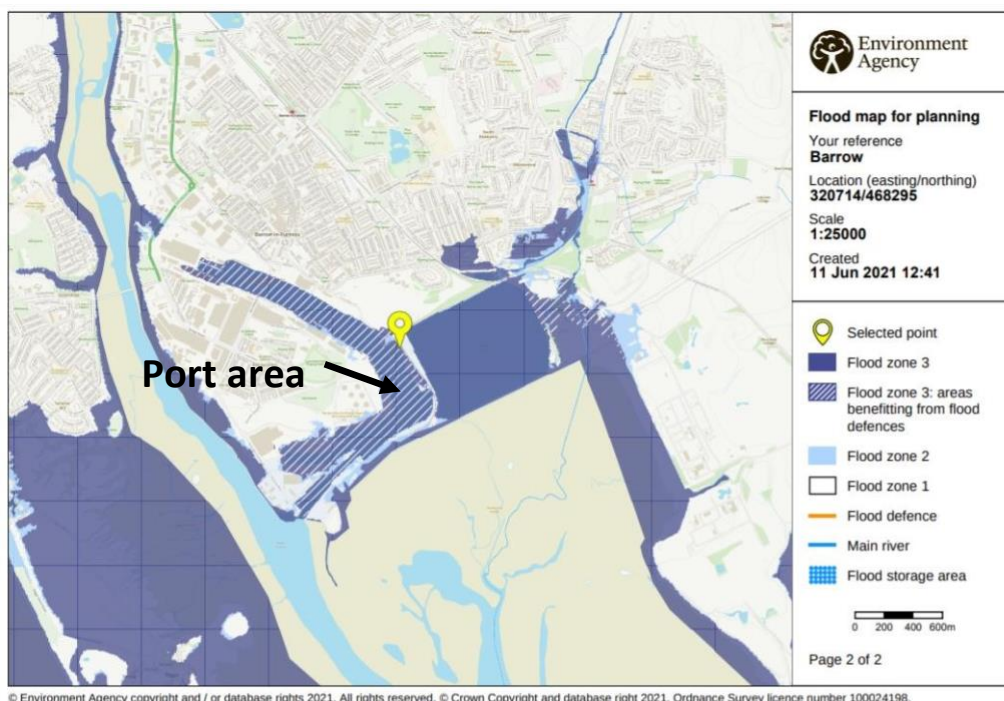 Port area
Environment
Agency
Flood map for planning
Your reference
Barrow
Location (easting/northing)
320714/468295
Scale
1:25000
Created
11 Jun 2021 12:41
Selected point
Flood zone 3
Flood zone 3: areas
benefitting from flood
defences
Flood zone 2
Flood zone 1
Flood defence
Main river
Flood storage area
0 200 400 600m
Page 2 of 2
© Environment Agency copyright and / or database rights 2021. All rights reserved. © Crown Copyright and database right 2021. Ordnance Survey licence number 100024198.